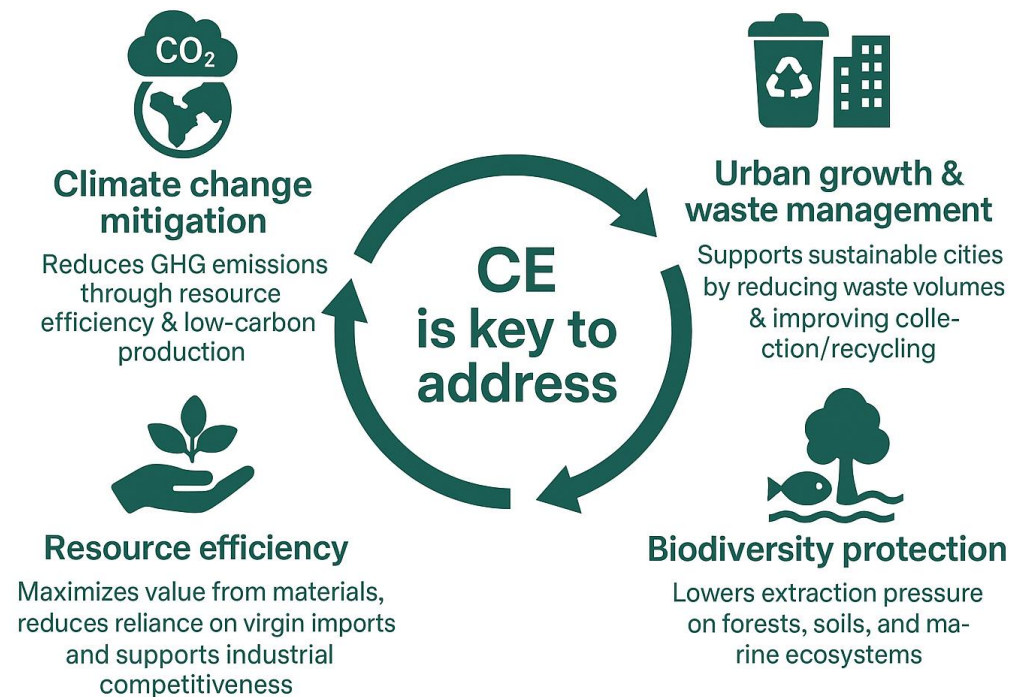 CO₂
Climate change
mitigation
Reduces GHG emissions
through resource
efficiency & low-carbon
production
Urban growth &
waste management
Supports sustainable cities
by reducing waste volumes
& improving colle-
ction/recycling
CE
is key to
address
Resource efficiency
Maximizes value from materials,
reduces reliance on virgin imports
and supports industrial
competitiveness
Biodiversity protection
Lowers extraction pressure
on forests, soils, and ma-
rine ecosystems